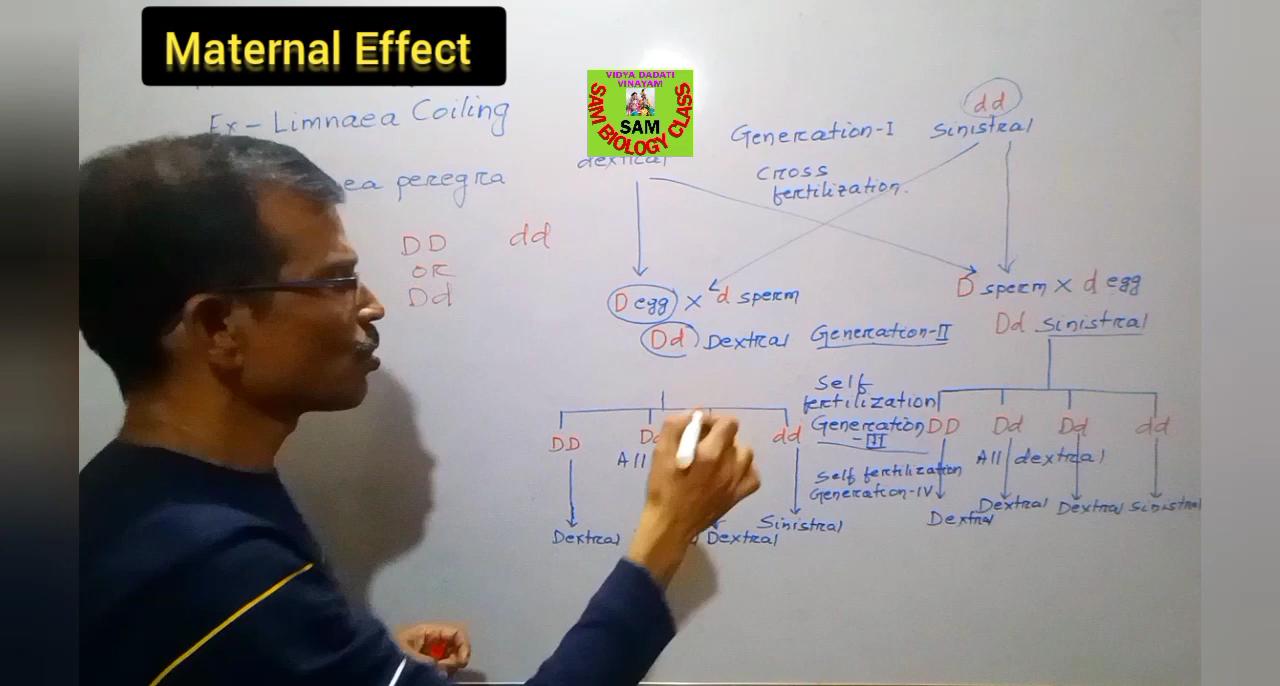 Maternal Effect
VIDYA DADATI
VINAYAM
SAM BIOLOGY CLASS
SAM
Ex- Limnaea Coiling
peregra
DD dd
OR
Dd
Generation-I
dd
Sinistral
dextral
Cross
fertilization.
D egg × d sperm
D sperm × d egg
Dd Dextral Generation-II
Dd Sinistral
Self
fertilization
Generation
-III
DD dd
All
DD Dd Dd dd
All dextral
Self fertilization
Generation-IV
Dextral Dextral Sinistral
Dextral Dextral Dextral Sinistral